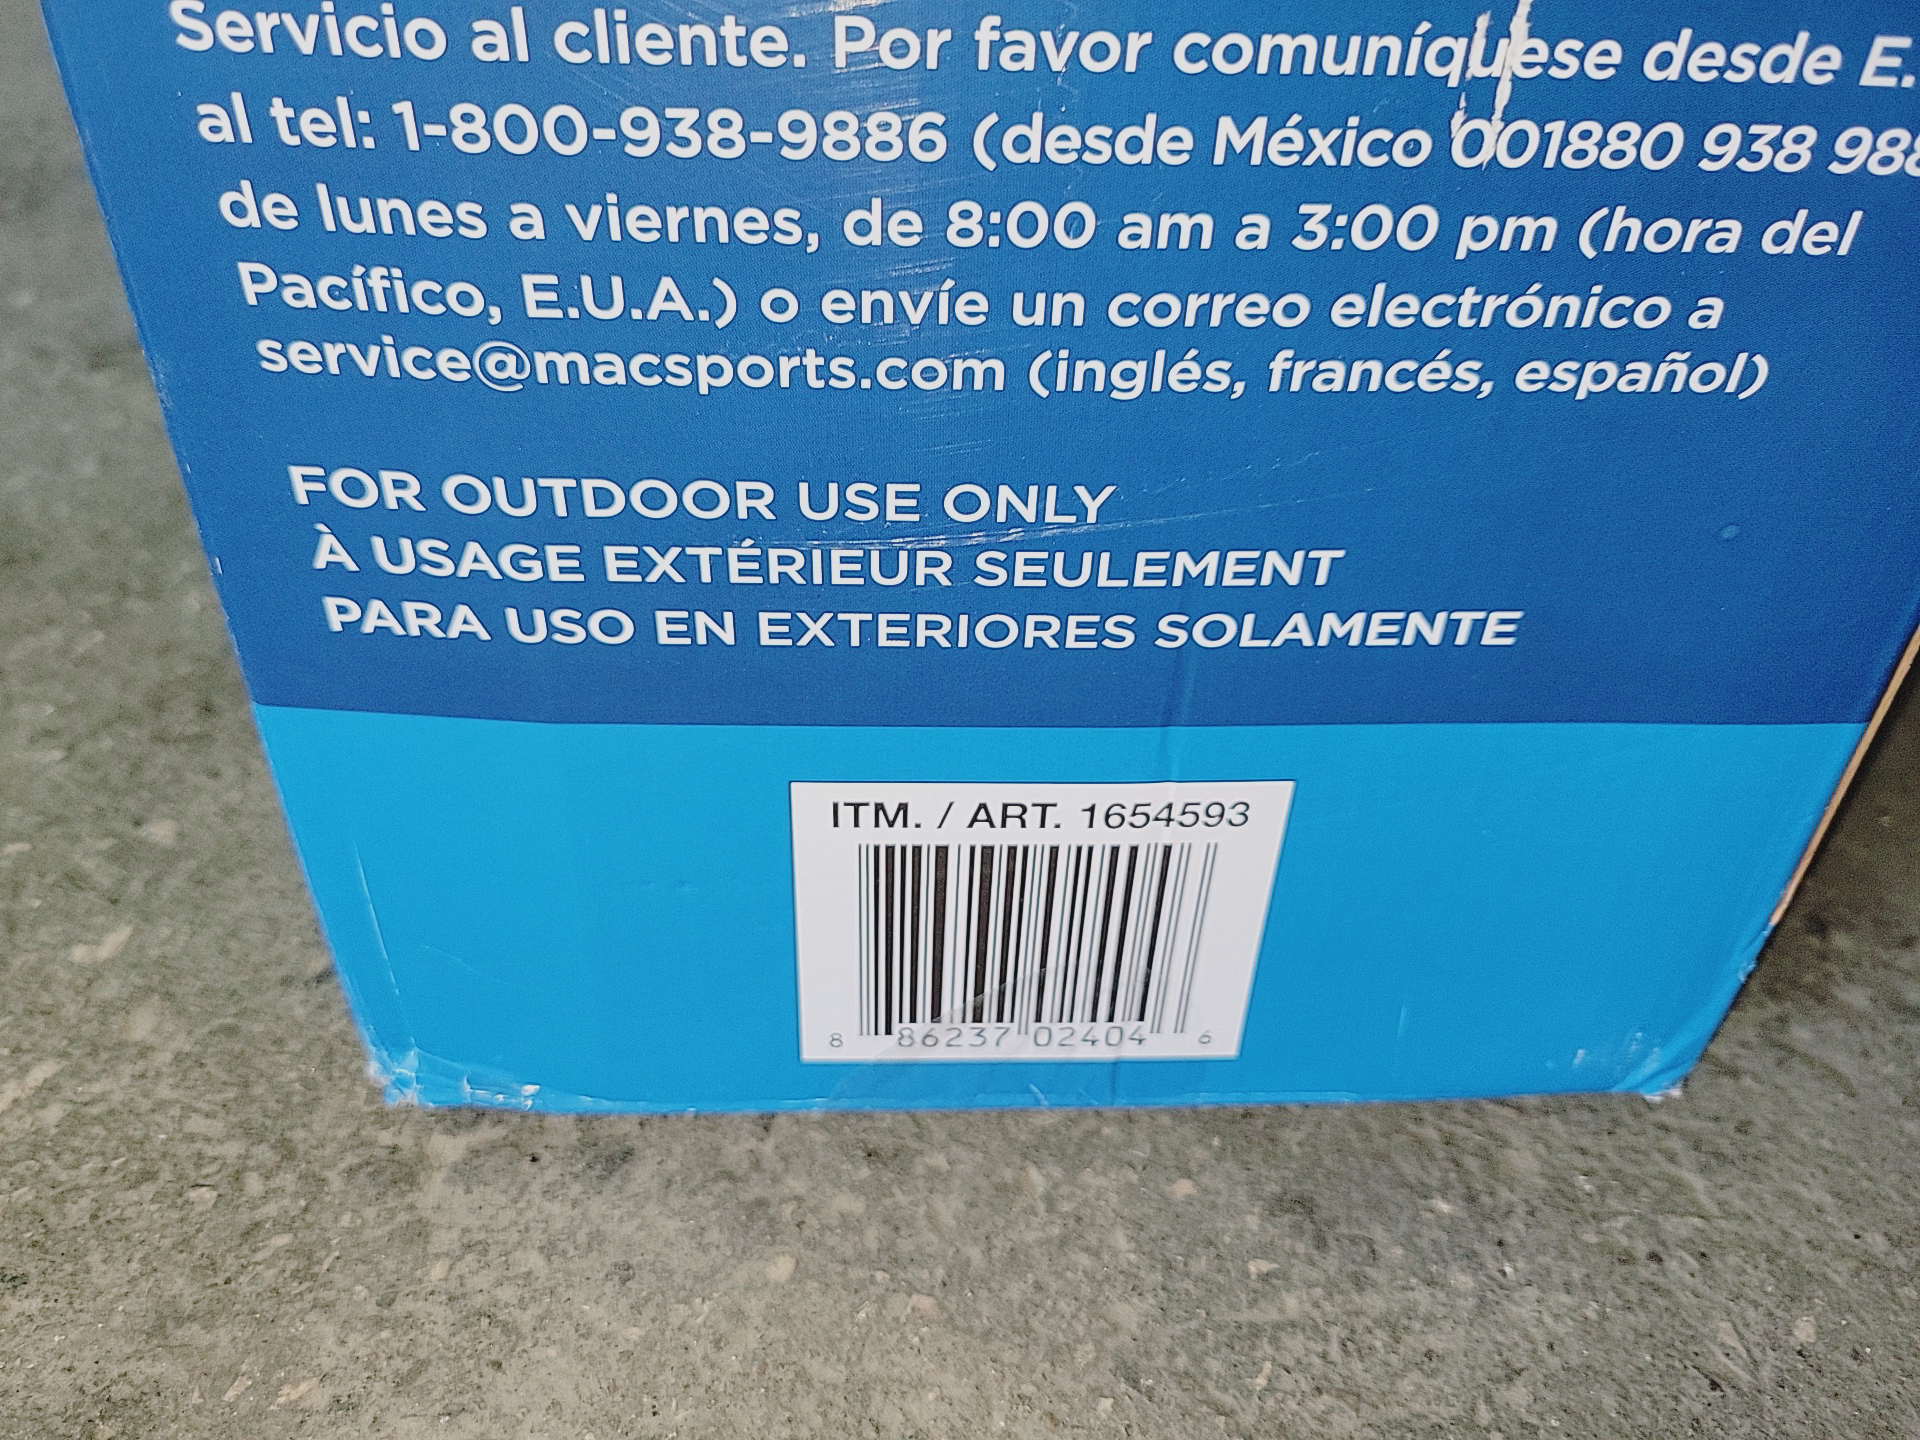 Servicio al cliente. Por favor comuníquese desde E.
al tel: 1-800-938-9886 (desde México 001880 938 988
de lunes a viernes, de 8:00 am a 3:00 pm (hora del
Pacífico, E.U.A.) o envíe un correo electrónico a
service@macsports.com (inglés, francés, español)
FOR OUTDOOR USE ONLY
À USAGE EXTÉRIEUR SEULEMENT
PARA USO EN EXTERIORES SOLAMENTE
ITM. / ART. 1654593
8 86237 02404 6